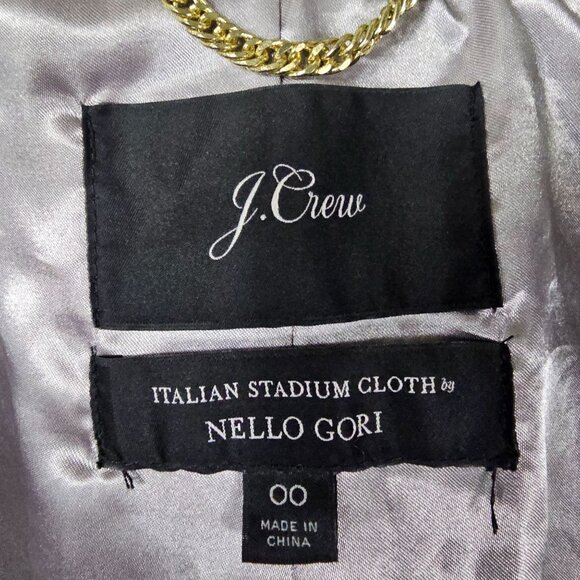 J.Crew
ITALIAN STADIUM CLOTH by
NELLO GORI
00
MADE IN
CHINA